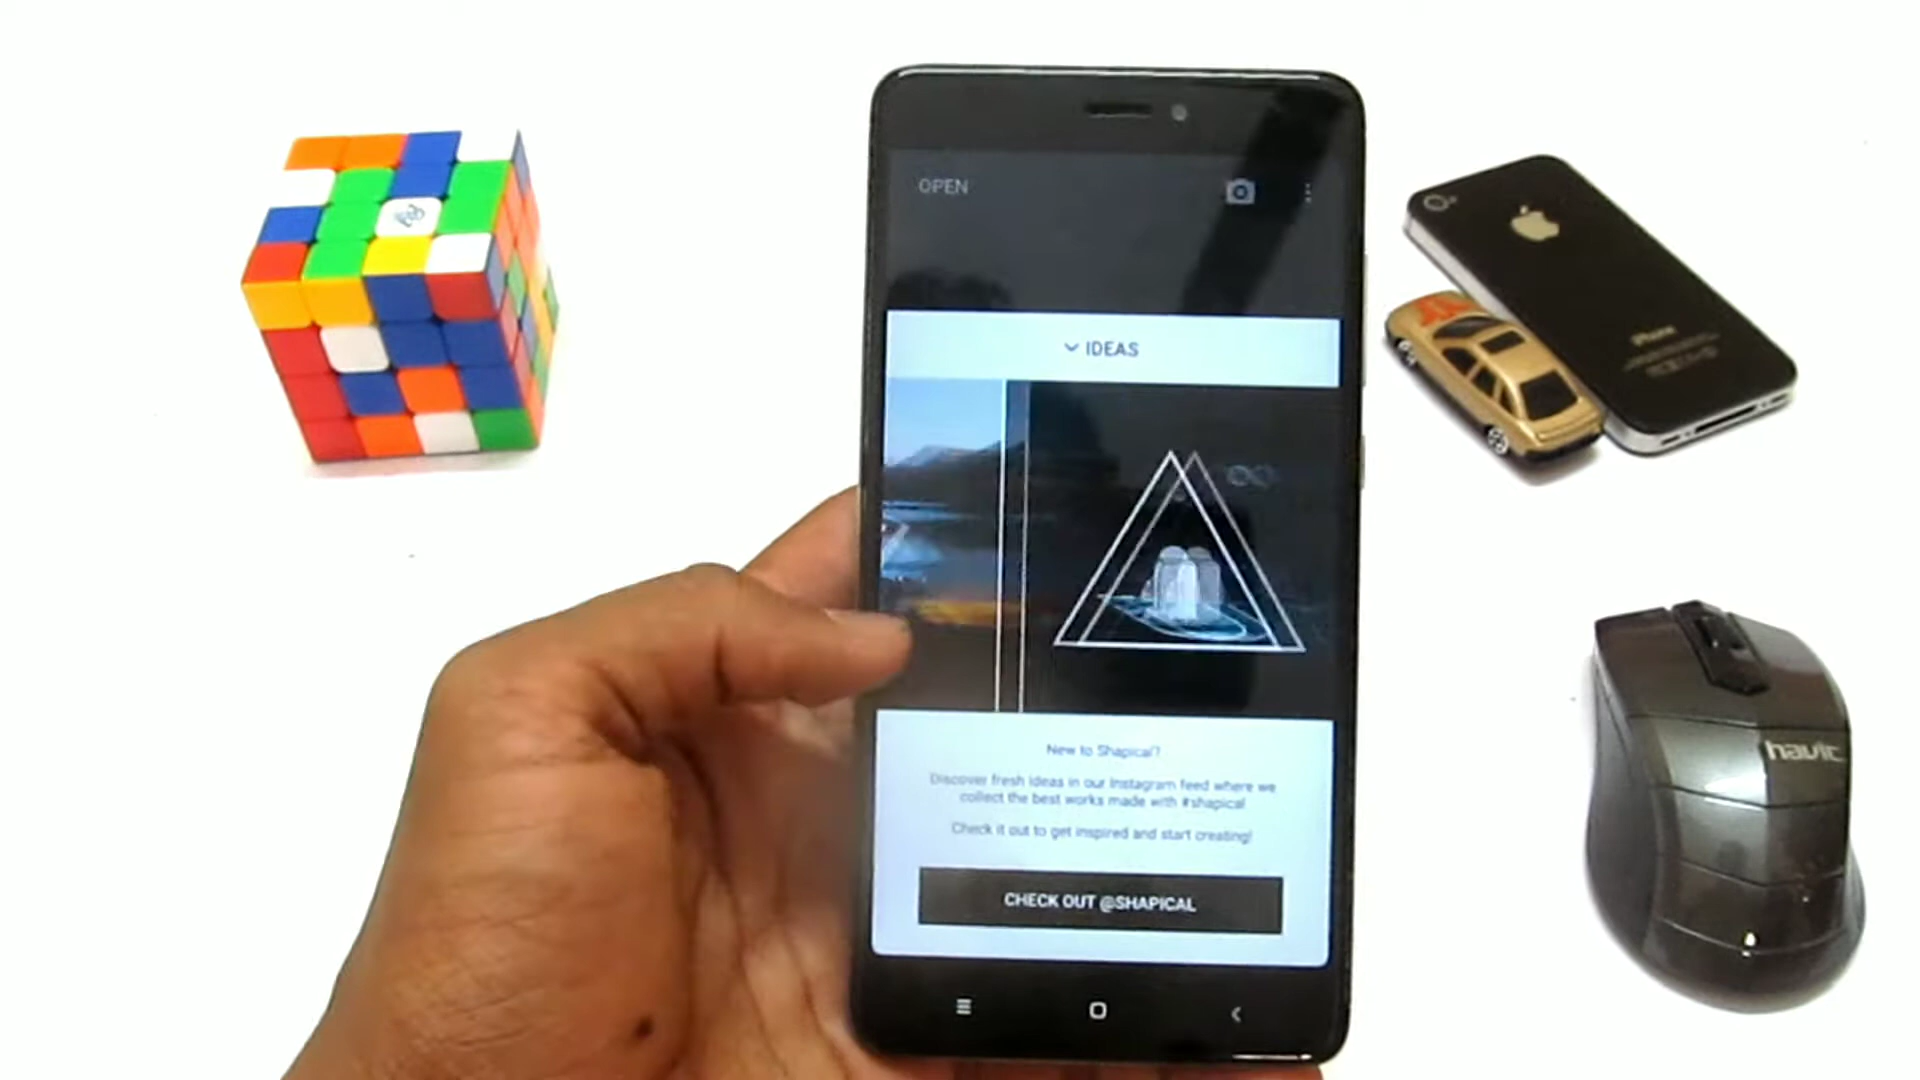 OPEN
IDEAS
New to Shapical?
Discover fresh ideas in our Instagram feed where we
collect the best works made with #shapical
Check it out to get inspired and start creating!
CHECK OUT @SHAPICAL
iPhone
havit